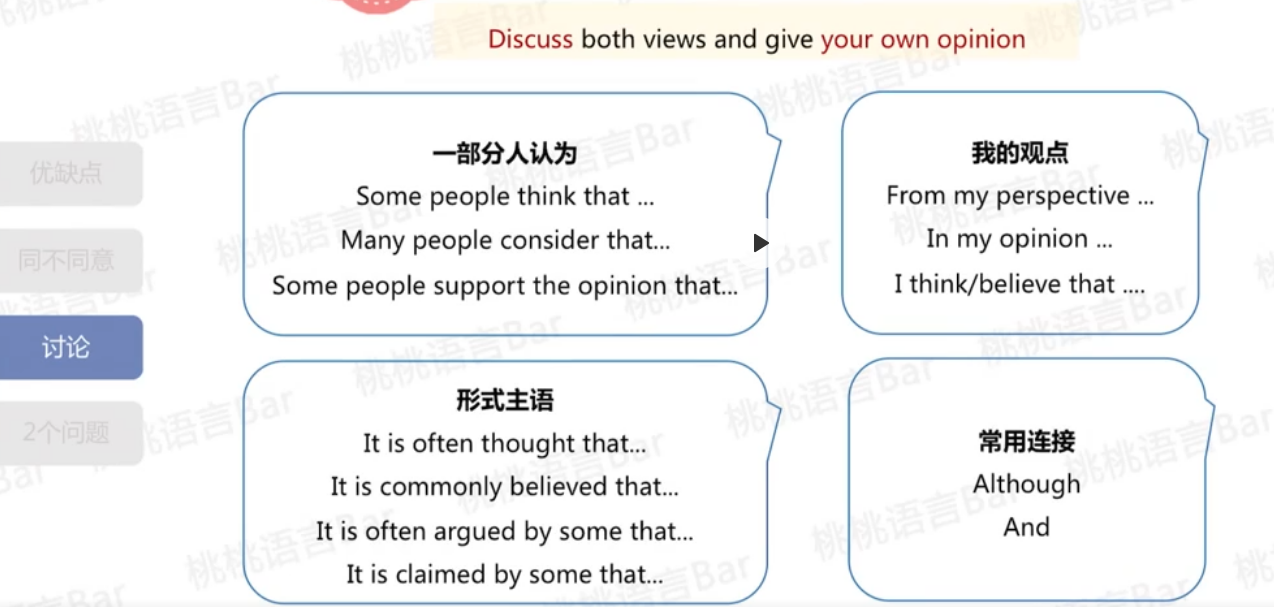 Discuss both views and give your own opinion
优缺点
同不同意
讨论
2个问题
一部分人认为
Some people think that ...
Many people consider that...
Some people support the opinion that...
我的观点
From my perspective ...
In my opinion ...
I think/believe that ....
形式主语
It is often thought that...
It is commonly believed that...
It is often argued by some that...
It is claimed by some that...
常用连接
Although
And
桃桃语言Bar